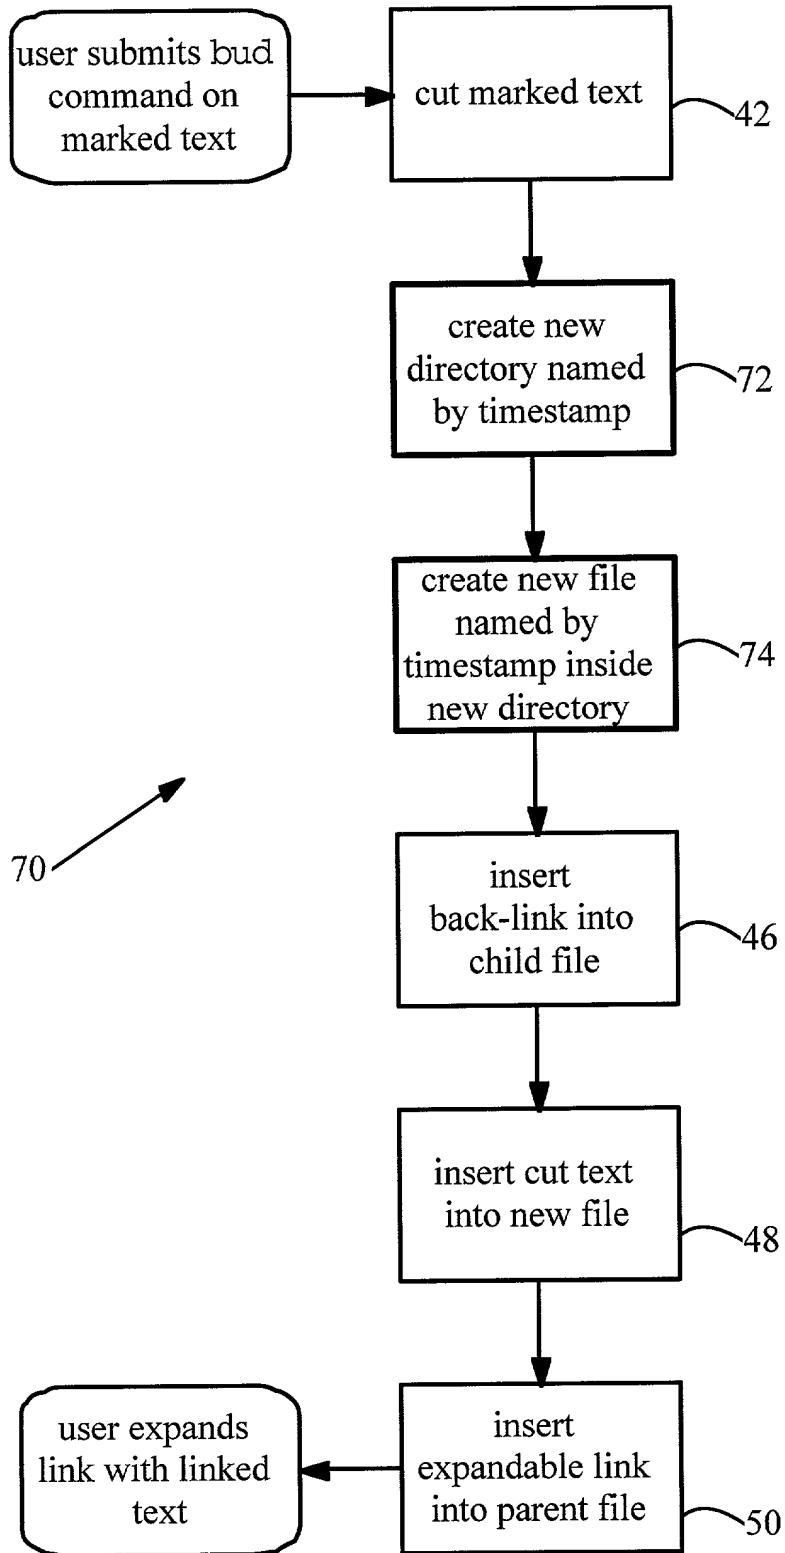 user submits bud
command on
marked text
cut marked text
42
create new
directory named
by timestamp
72
create new file
named by
timestamp inside
new directory
74
70
insert
back-link into
child file
46
insert cut text
into new file
48
insert
expandable link
into parent file
50
user expands
link with linked
text